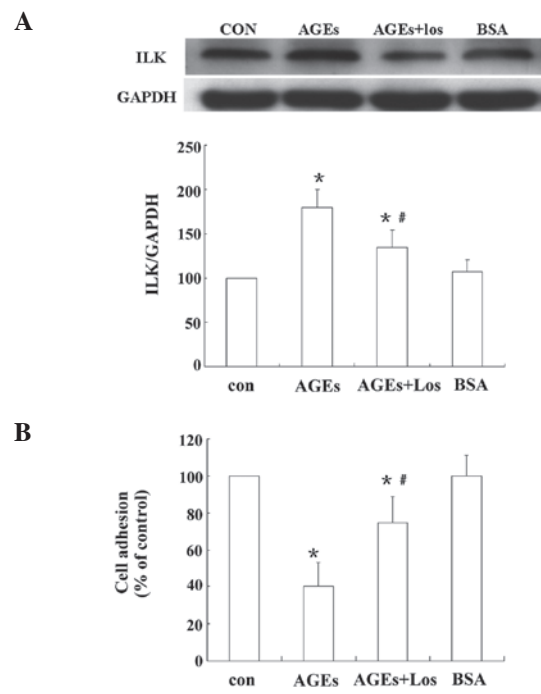 A
CON AGEs AGEs+los BSA
ILK
GAPDH
250
200
150
100
50
0
ILK/GAPDH
*
* #
con AGEs AGEs+Los BSA
B
120
100
80
60
40
20
0
Cell adhesion
(% of control)
* #
*
con AGEs AGEs+Los BSA